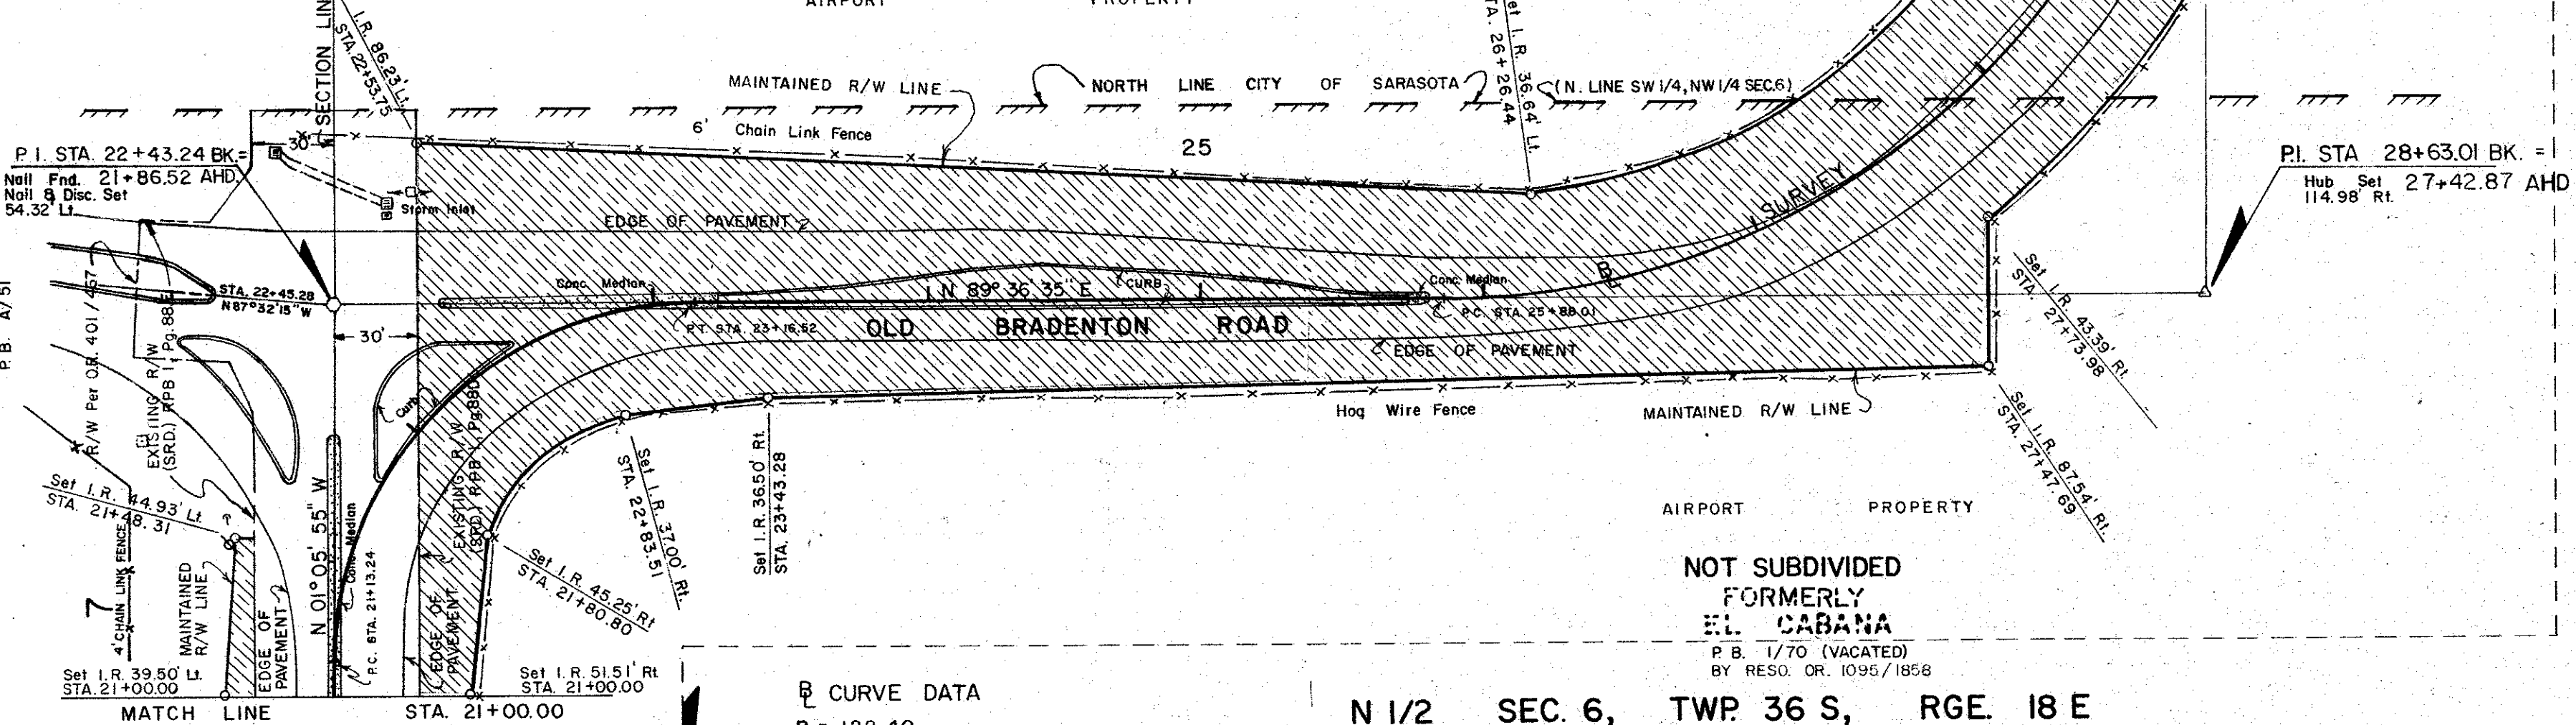 AIRPORT PROPERTY
SECTION LINE
I.R. 86.23' Lt.
STA. 22+53.75
MAINTAINED R/W LINE
NORTH LINE CITY OF SARASOTA
(N. LINE SW 1/4, NW 1/4 SEC.6)
Set I.R. 36.64' Lt.
STA. 26+26.44
6' Chain Link Fence
25
30'
P.I. STA. 22+43.24 BK.=
Nail Fnd. 21+86.52 AHD.
Nail & Disc. Set
54.32' Lt.
Storm Inlet
P.I. STA 28+63.01 BK. =
Hub Set 27+42.87 AHD
114.98' Rt.
EDGE OF PAVEMENT
SURVEY
P.B. A/51
STA. 22+45.28
N87°32'15"W
Conc. Median
N 89° 36' 35" E
CURB
Conc. Median
P.T. STA. 23+16.52
OLD BRADENTON ROAD
P.C. STA. 25+88.01
30'
EDGE OF PAVEMENT
Set I.R. 43.39' Rt.
STA. 27+73.98
R/W Per O.R. 401/467
EXISTING R/W
(S.R.D.) RPB 1, Pg. 88
Curb
EXISTING R/W
(SRD) RPB 1, Pg.88
Hog Wire Fence
MAINTAINED R/W LINE
Set I.R. 87.54' Rt.
STA. 27+47.69
Set I.R. 44.93' Lt.
STA. 21+48.31
N 01° 05' 55" W
Conc. Median
P.C. STA. 21+13.24
Set I.R. 37.00' Rt.
STA. 22+83.51
Set I.R. 36.50' Rt.
STA. 23+43.28
AIRPORT PROPERTY
Set I.R. 45.25' Rt
STA. 21+80.80
7
4' CHAIN LINK FENCE
MAINTAINED
R/W LINE
EDGE OF
PAVEMENT
EDGE OF
PAVEMENT
NOT SUBDIVIDED
FORMERLY
EL CABANA
P.B. 1/70 (VACATED)
BY RESO. OR. 1095/1858
Set I.R. 39.50' Lt.
STA. 21+00.00
Set I.R. 51.51' Rt
STA. 21+00.00
MATCH LINE STA. 21+00.00
BL CURVE DATA
N 1/2 SEC. 6, TWP. 36 S, RGE. 18 E